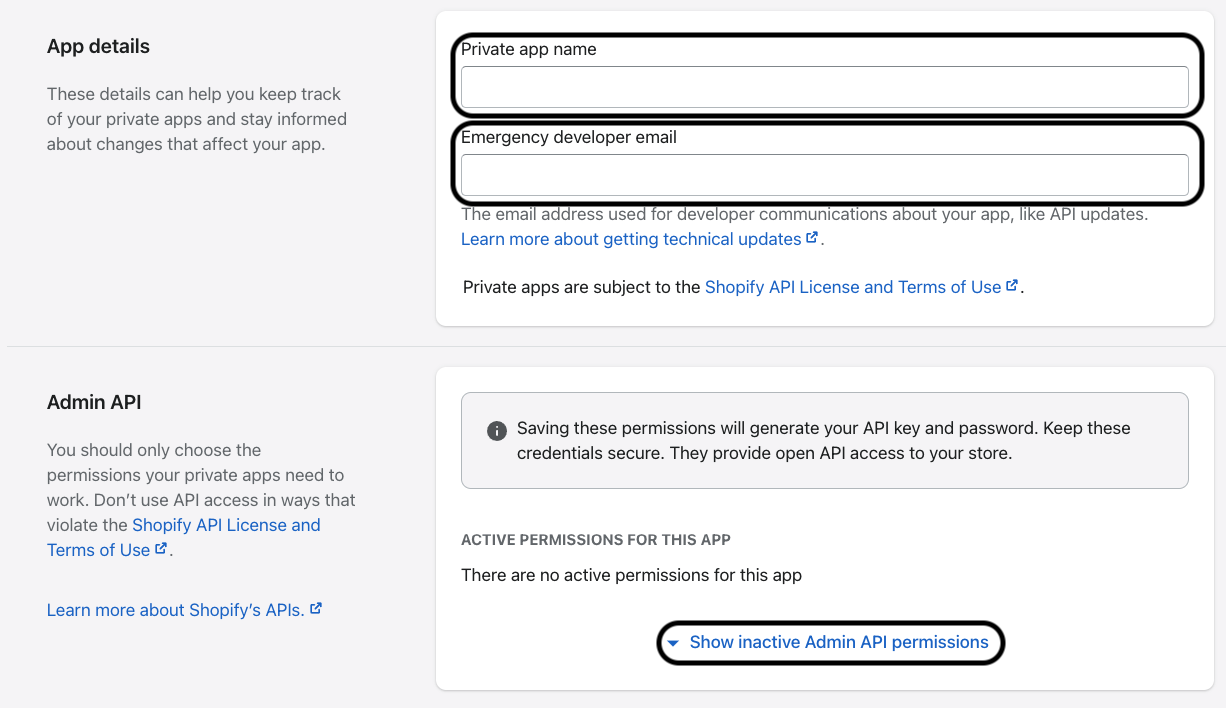 App details
These details can help you keep track
of your private apps and stay informed
about changes that affect your app.
Private app name
Emergency developer email
The email address used for developer communications about your app, like API updates.
Learn more about getting technical updates.
Private apps are subject to the Shopify API License and Terms of Use.
Admin API
You should only choose the
permissions your private apps need to
work. Don’t use API access in ways that
violate the Shopify API License and
Terms of Use.
Learn more about Shopify’s APIs.
Saving these permissions will generate your API key and password. Keep these
credentials secure. They provide open API access to your store.
ACTIVE PERMISSIONS FOR THIS APP
There are no active permissions for this app
Show inactive Admin API permissions